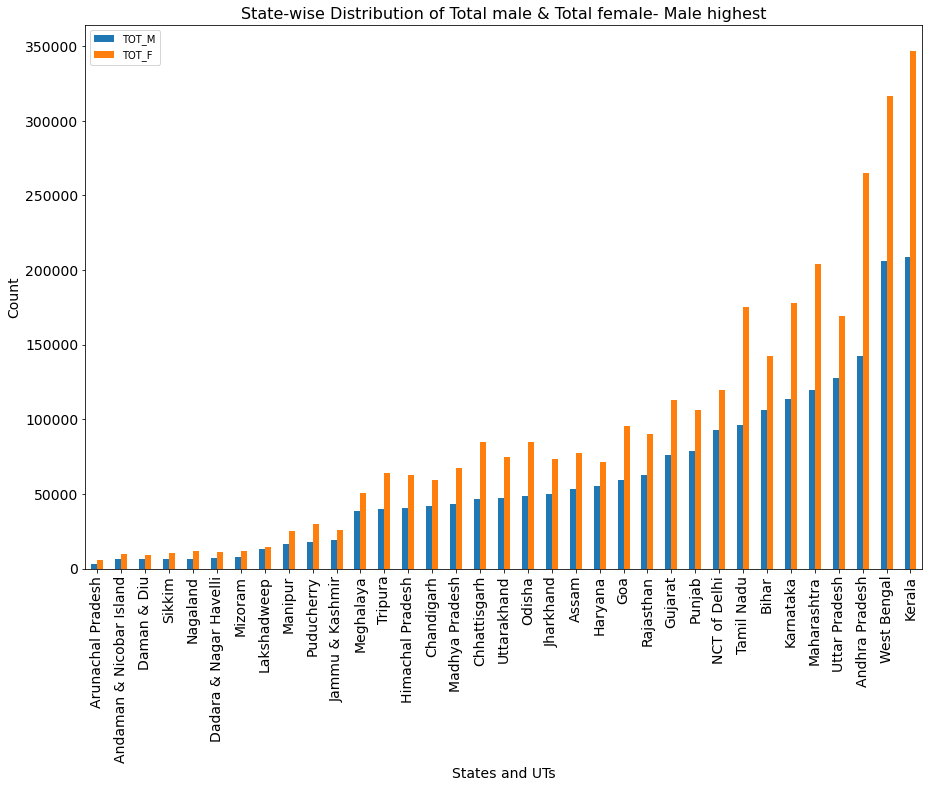 State-wise Distribution of Total male & Total female- Male highest
TOT_M
TOT_F
350000
300000
250000
200000
150000
100000
50000
0
Count
Arunachal Pradesh
Andaman & Nicobar Island
Daman & Diu
Sikkim
Nagaland
Dadara & Nagar Havelli
Mizoram
Lakshadweep
Manipur
Puducherry
Jammu & Kashmir
Meghalaya
Tripura
Himachal Pradesh
Chandigarh
Madhya Pradesh
Chhattisgarh
Uttarakhand
Odisha
Jharkhand
Assam
Haryana
Goa
Rajasthan
Gujarat
Punjab
NCT of Delhi
Tamil Nadu
Bihar
Karnataka
Maharashtra
Uttar Pradesh
Andhra Pradesh
West Bengal
Kerala
States and UTs